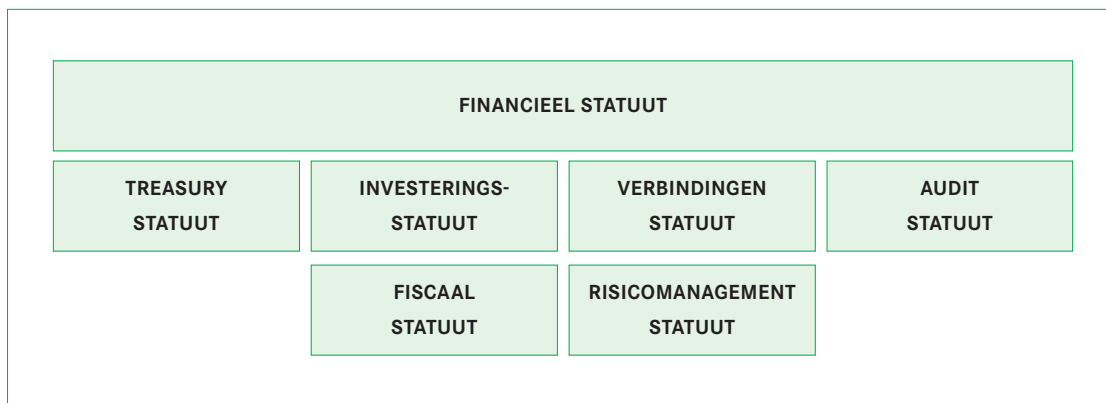 FINANCIEEL STATUUT
TREASURY
STATUUT
INVESTERINGS-
STATUUT
VERBINDINGEN
STATUUT
AUDIT
STATUUT
FISCAAL
STATUUT
RISICOMANAGEMENT
STATUUT